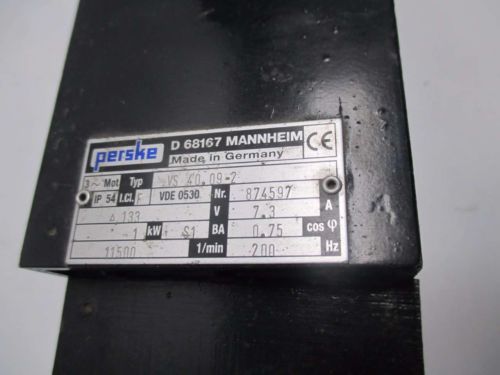 perske D 68167 MANNHEIM CE
Made in Germany
3~ Mot Typ VS 40.09-2
IP 54 I.Cl. F VDE 0530 Nr. 874597
Δ 133 V 7.3 A
1 kW S1 BA 0.75 cos φ
11500 1/min 200 Hz